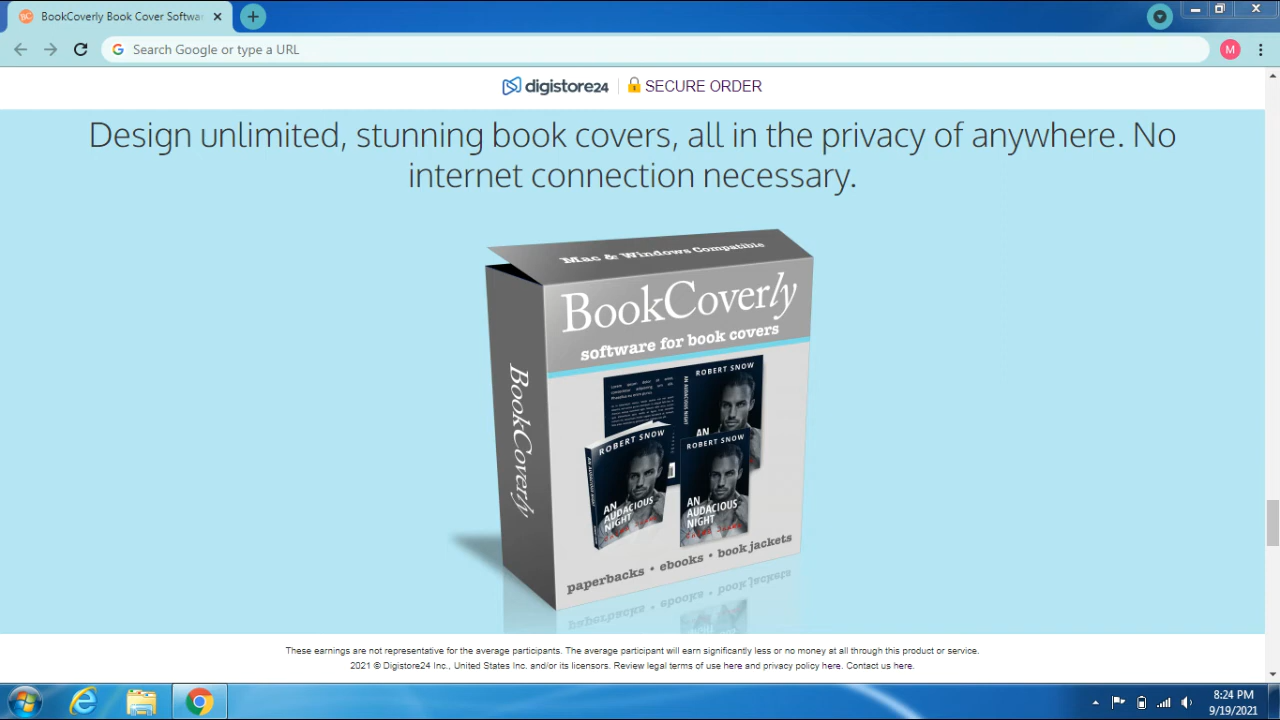 BookCoverly Book Cover Softwa
Search Google or type a URL
M
digistore24
SECURE ORDER
Design unlimited, stunning book covers, all in the privacy of anywhere. No
internet connection necessary.
Mac & Windows Compatible
BookCoverly
software for book covers
BookCoverly
ROBERT SNOW
AN AUDACIOUS NIGHT
AN
ROBERT SNOW
AN
AUDACIOUS
NIGHT
ROBERT SNOW
AN
AUDACIOUS
NIGHT
paperbacks • ebooks • book jackets
These earnings are not representative for the average participants. The average participant will earn significantly less or no money at all through this product or service.
2021 © Digistore24 Inc., United States Inc. and/or its licensors. Review legal terms of use here and privacy policy here. Contact us here.
8:24 PM
9/19/2021